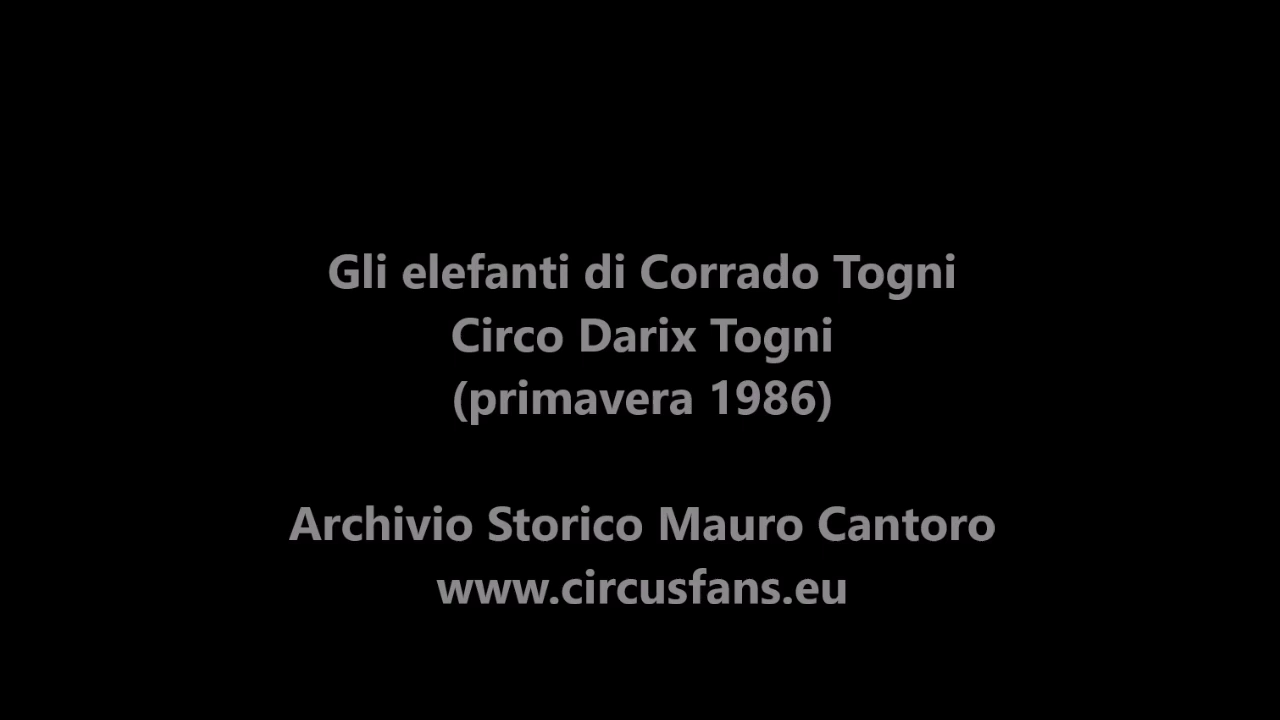 Gli elefanti di Corrado Togni
Circo Darix Togni
(primavera 1986)
Archivio Storico Mauro Cantoro
www.circusfans.eu